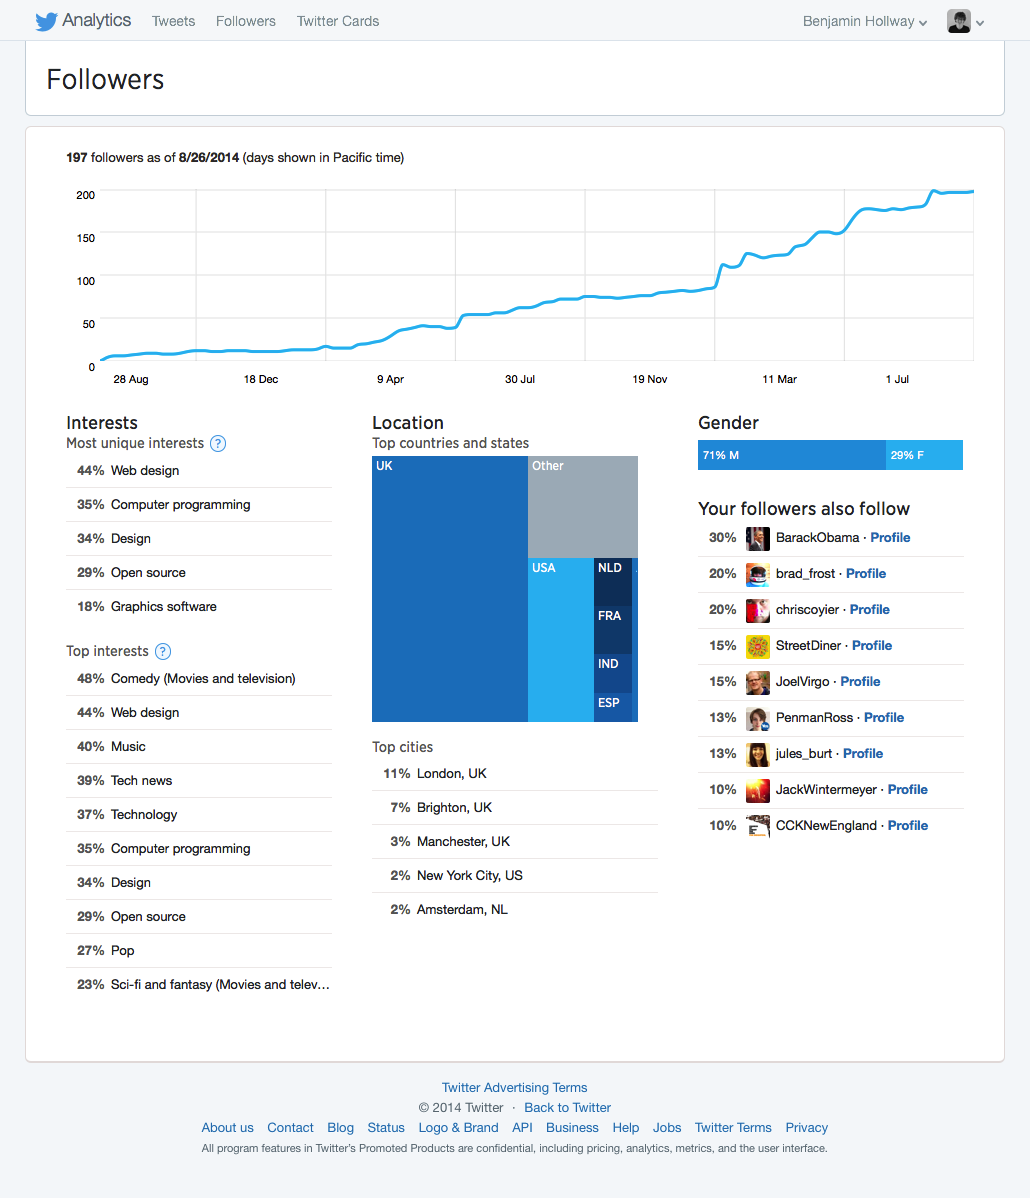 Analytics Tweets Followers Twitter Cards Benjamin Hollway
Followers
197 followers as of 8/26/2014 (days shown in Pacific time)
200
150
100
50
0
28 Aug 18 Dec 9 Apr 30 Jul 19 Nov 11 Mar 1 Jul
Interests
Most unique interests ?
44% Web design
35% Computer programming
34% Design
29% Open source
18% Graphics software
Top interests ?
48% Comedy (Movies and television)
44% Web design
40% Music
39% Tech news
37% Technology
35% Computer programming
34% Design
29% Open source
27% Pop
23% Sci-fi and fantasy (Movies and telev...
Location
Top countries and states
UK
Other
USA
NLD
FRA
IND
ESP
Top cities
11% London, UK
7% Brighton, UK
3% Manchester, UK
2% New York City, US
2% Amsterdam, NL
Gender
71% M 29% F
Your followers also follow
30% BarackObama · Profile
20% brad_frost · Profile
20% chriscoyier · Profile
15% StreetDiner · Profile
15% JoelVirgo · Profile
13% PenmanRoss · Profile
13% jules_burt · Profile
10% JackWintermeyer · Profile
10% CCKNewEngland · Profile
Twitter Advertising Terms
© 2014 Twitter · Back to Twitter
About us Contact Blog Status Logo & Brand API Business Help Jobs Twitter Terms Privacy
All program features in Twitter's Promoted Products are confidential, including pricing, analytics, metrics, and the user interface.